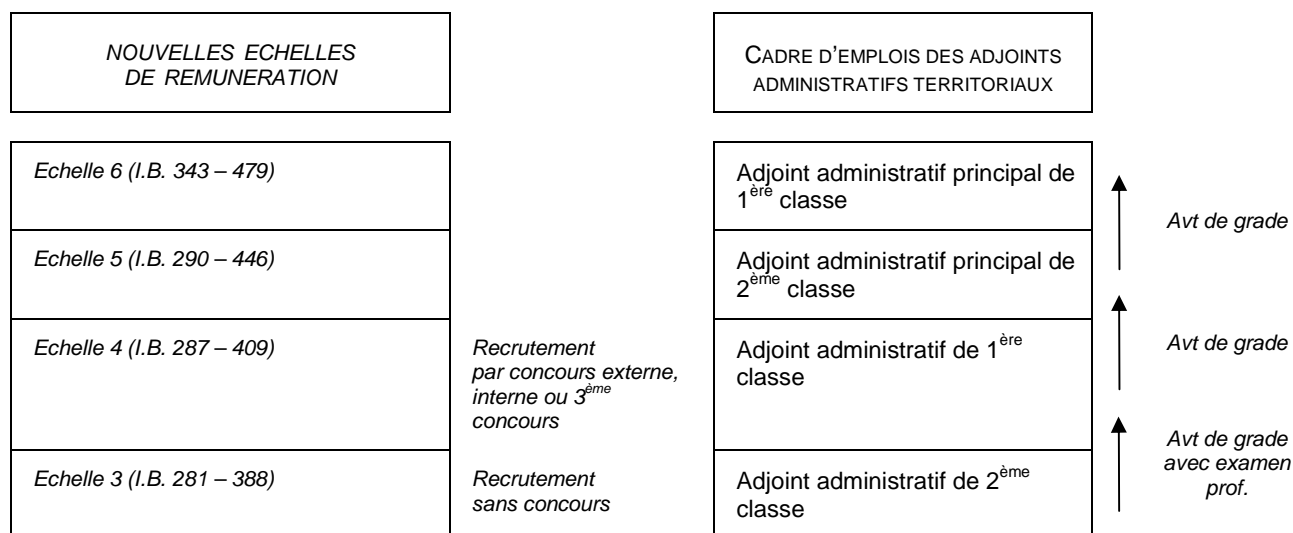 NOUVELLES ECHELLES
DE REMUNERATION
CADRE D'EMPLOIS DES ADJOINTS
ADMINISTRATIFS TERRITORIAUX
Echelle 6 (I.B. 343 – 479)
Adjoint administratif principal de
1ère classe
Avt de grade
Echelle 5 (I.B. 290 – 446)
Adjoint administratif principal de
2ème classe
Echelle 4 (I.B. 287 – 409)
Recrutement
par concours externe,
interne ou 3ème
concours
Adjoint administratif de 1ère
classe
Avt de grade
Avt de grade
avec examen
prof.
Echelle 3 (I.B. 281 – 388)
Recrutement
sans concours
Adjoint administratif de 2ème
classe